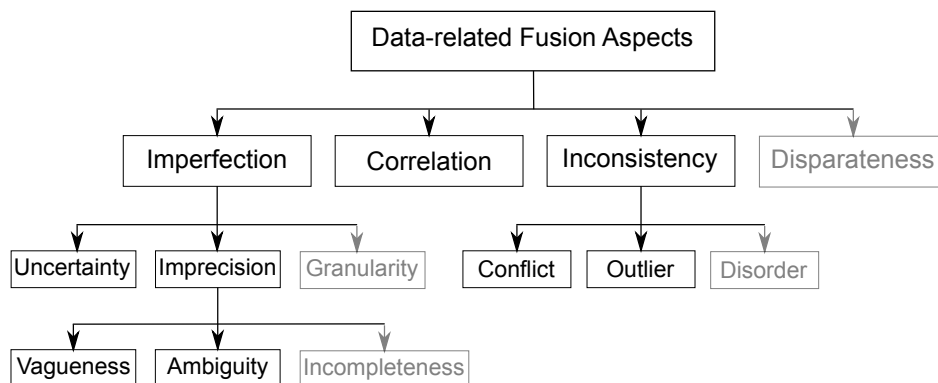 Data-related Fusion Aspects
Imperfection
Correlation
Inconsistency
Disparateness
Uncertainty
Imprecision
Granularity
Conflict
Outlier
Disorder
Vagueness
Ambiguity
Incompleteness